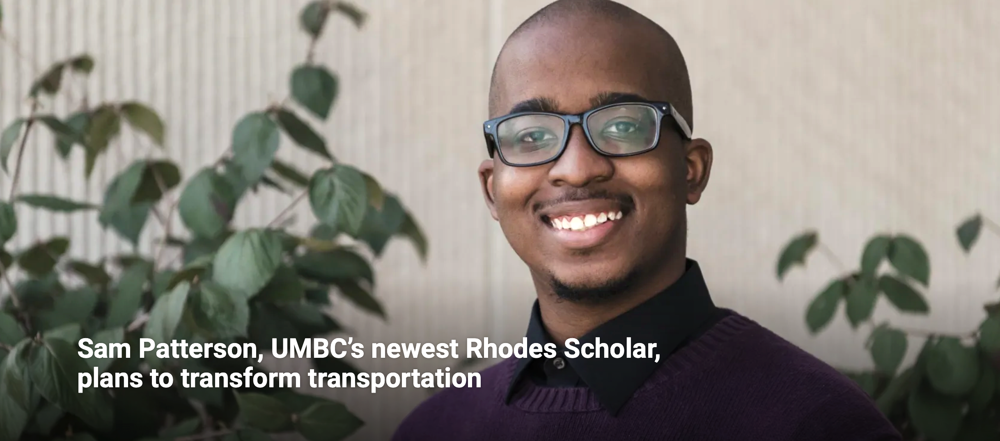 Sam Patterson, UMBC’s newest Rhodes Scholar,
plans to transform transportation